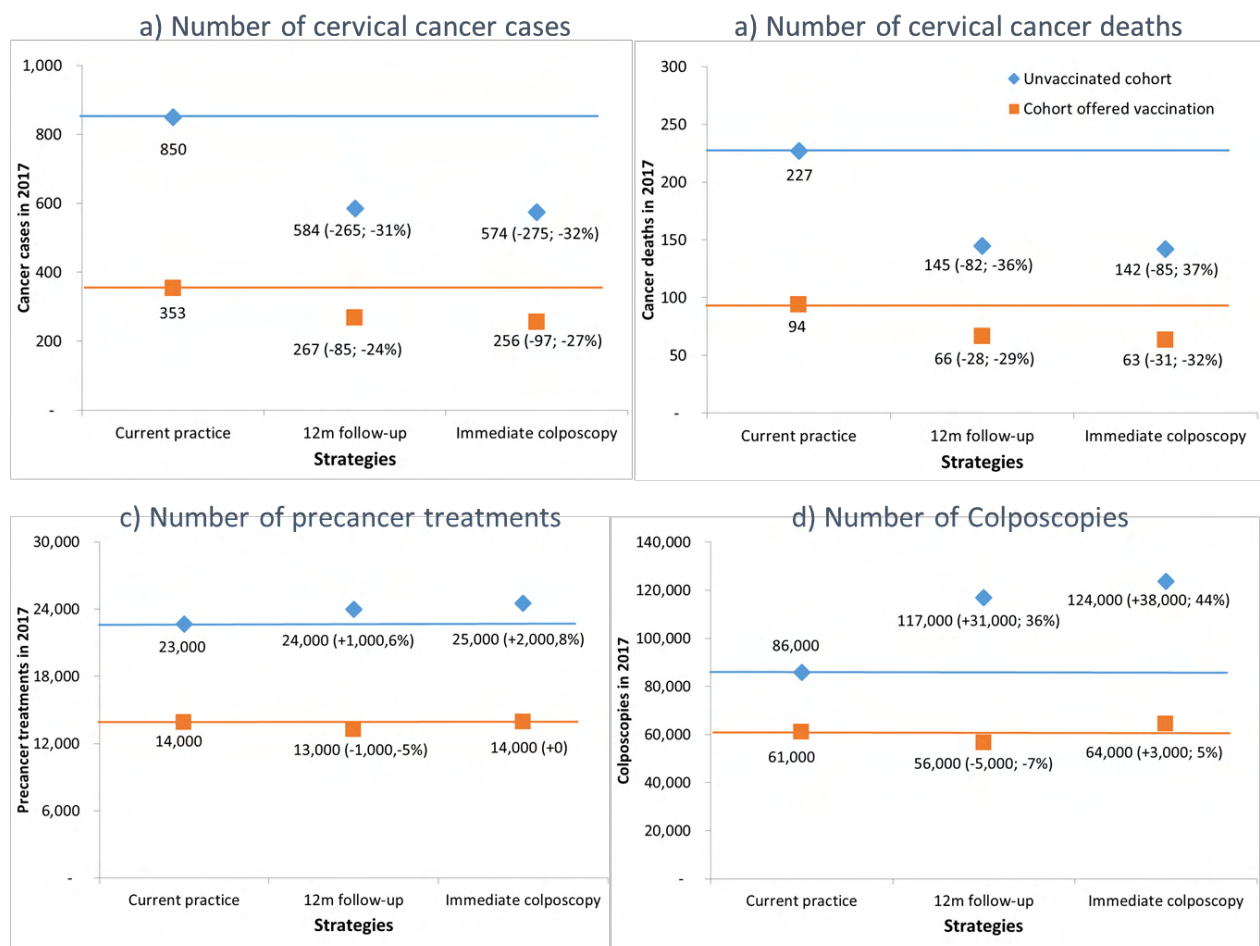 a) Number of cervical cancer cases
1,000
800
600
400
200
-
Cancer cases in 2017
850
584 (-265; -31%)
574 (-275; -32%)
353
267 (-85; -24%)
256 (-97; -27%)
Current practice
12m follow-up
Immediate colposcopy
Strategies
a) Number of cervical cancer deaths
300
250
200
150
100
50
-
Cancer deaths in 2017
Unvaccinated cohort
Cohort offered vaccination
227
145 (-82; -36%)
142 (-85; 37%)
94
66 (-28; -29%)
63 (-31; -32%)
Current practice
12m follow-up
Immediate colposcopy
Strategies
c) Number of precancer treatments
30,000
24,000
18,000
12,000
6,000
-
Precancer treatments in 2017
23,000
24,000 (+1,000,6%)
25,000 (+2,000,8%)
14,000
13,000 (-1,000,-5%)
14,000 (+0)
Current practice
12m follow-up
Immediate colposcopy
Strategies
d) Number of Colposcopies
140,000
120,000
100,000
80,000
60,000
40,000
20,000
-
Colposcopies in 2017
86,000
117,000 (+31,000; 36%)
124,000 (+38,000; 44%)
61,000
56,000 (-5,000; -7%)
64,000 (+3,000; 5%)
Current practice
12m follow-up
Immediate colposcopy
Strategies